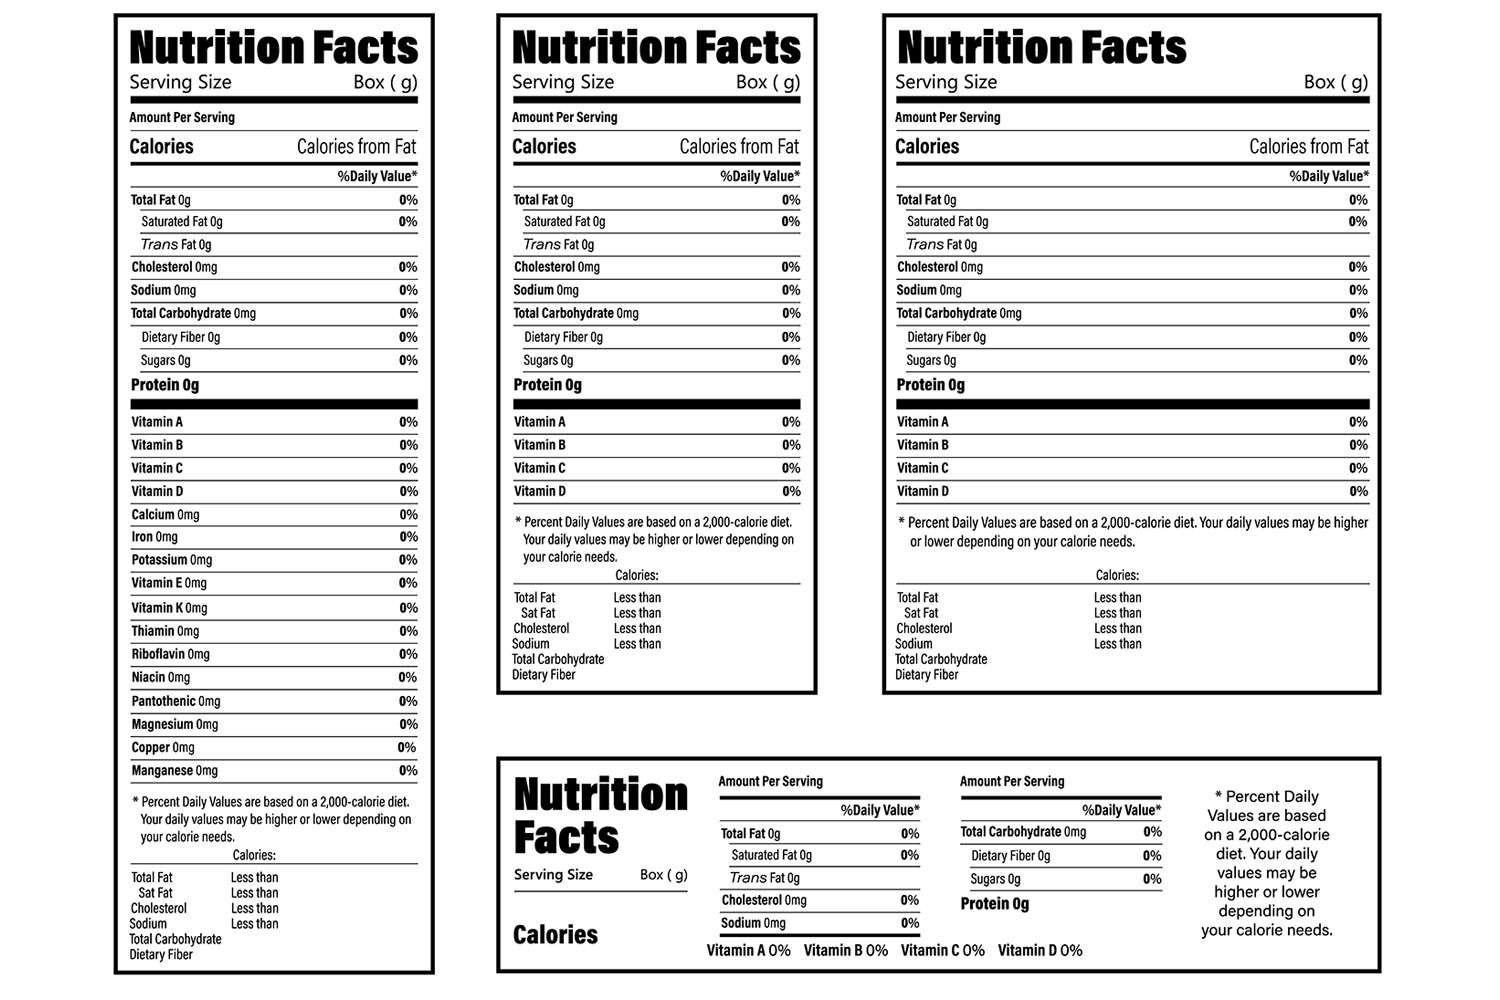 Nutrition Facts
Serving Size Box ( g)
Amount Per Serving
Calories Calories from Fat
%Daily Value*
Total Fat 0g 0%
Saturated Fat 0g 0%
Trans Fat 0g
Cholesterol 0mg 0%
Sodium 0mg 0%
Total Carbohydrate 0mg 0%
Dietary Fiber 0g 0%
Sugars 0g 0%
Protein 0g
Vitamin A 0%
Vitamin B 0%
Vitamin C 0%
Vitamin D 0%
Calcium 0mg 0%
Iron 0mg 0%
Potassium 0mg 0%
Vitamin E 0mg 0%
Vitamin K 0mg 0%
Thiamin 0mg 0%
Riboflavin 0mg 0%
Niacin 0mg 0%
Pantothenic 0mg 0%
Magnesium 0mg 0%
Copper 0mg 0%
Manganese 0mg 0%
* Percent Daily Values are based on a 2,000-calorie diet.
Your daily values may be higher or lower depending on
your calorie needs.
Calories:
Total Fat Less than
Sat Fat Less than
Cholesterol Less than
Sodium Less than
Total Carbohydrate
Dietary Fiber
Nutrition Facts
Serving Size Box ( g)
Amount Per Serving
Calories Calories from Fat
%Daily Value*
Total Fat 0g 0%
Saturated Fat 0g 0%
Trans Fat 0g
Cholesterol 0mg 0%
Sodium 0mg 0%
Total Carbohydrate 0mg 0%
Dietary Fiber 0g 0%
Sugars 0g 0%
Protein 0g
Vitamin A 0%
Vitamin B 0%
Vitamin C 0%
Vitamin D 0%
* Percent Daily Values are based on a 2,000-calorie diet.
Your daily values may be higher or lower depending on
your calorie needs.
Calories:
Total Fat Less than
Sat Fat Less than
Cholesterol Less than
Sodium Less than
Total Carbohydrate
Dietary Fiber
Nutrition Facts
Serving Size Box ( g)
Amount Per Serving
Calories Calories from Fat
%Daily Value*
Total Fat 0g 0%
Saturated Fat 0g 0%
Trans Fat 0g
Cholesterol 0mg 0%
Sodium 0mg 0%
Total Carbohydrate 0mg 0%
Dietary Fiber 0g 0%
Sugars 0g 0%
Protein 0g
Vitamin A 0%
Vitamin B 0%
Vitamin C 0%
Vitamin D 0%
* Percent Daily Values are based on a 2,000-calorie diet. Your daily values may be higher
or lower depending on your calorie needs.
Calories:
Total Fat Less than
Sat Fat Less than
Cholesterol Less than
Sodium Less than
Total Carbohydrate
Dietary Fiber
Nutrition
Facts
Serving Size Box ( g)
Calories
Amount Per Serving
%Daily Value*
Total Fat 0g 0%
Saturated Fat 0g 0%
Trans Fat 0g
Cholesterol 0mg 0%
Sodium 0mg 0%
Amount Per Serving
%Daily Value*
Total Carbohydrate 0mg 0%
Dietary Fiber 0g 0%
Sugars 0g 0%
Protein 0g
Vitamin A 0% Vitamin B 0% Vitamin C 0% Vitamin D 0%
* Percent Daily
Values are based
on a 2,000-calorie
diet. Your daily
values may be
higher or lower
depending on
your calorie needs.